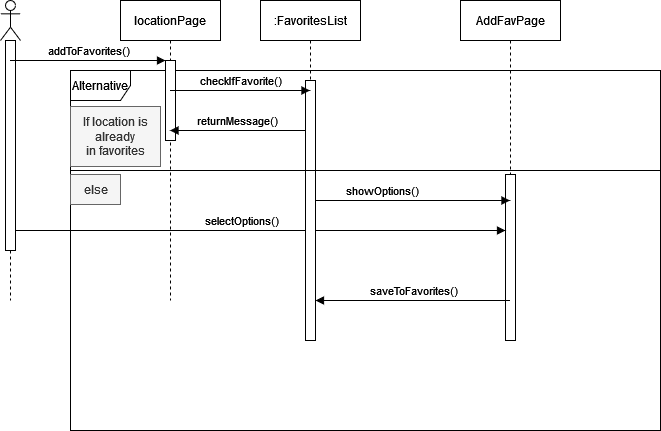 locationPage
:FavoritesList
AddFavPage
addToFavorites()
Alternative
checkIfFavorite()
If location is
already
in favorites
returnMessage()
else
showOptions()
selectOptions()
saveToFavorites()